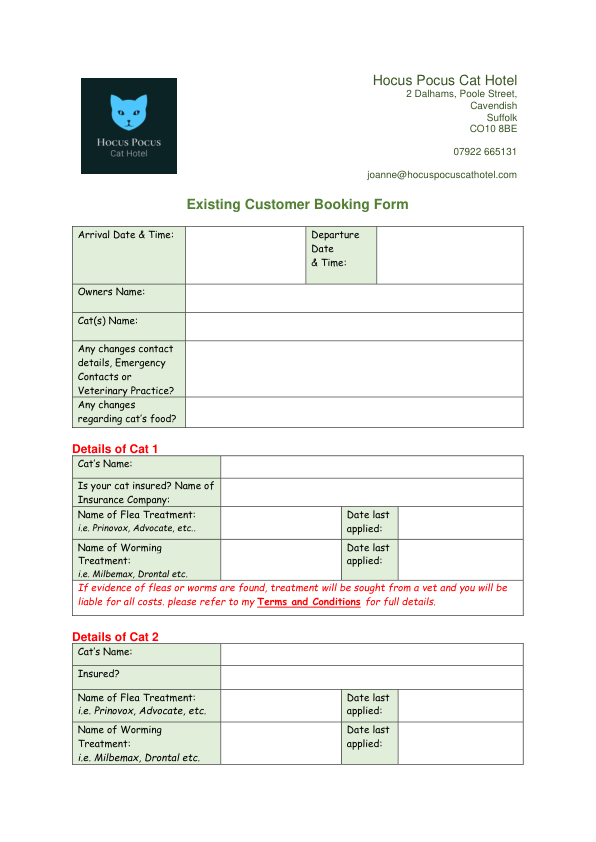 Hocus Pocus
Cat Hotel
Hocus Pocus Cat Hotel
2 Dalhams, Poole Street,
Cavendish
Suffolk
CO10 8BE
07922 665131
joanne@hocuspocuscathotel.com
Existing Customer Booking Form
Arrival Date & Time:
Departure
Date
& Time:
Owners Name:
Cat(s) Name:
Any changes contact
details, Emergency
Contacts or
Veterinary Practice?
Any changes
regarding cat's food?
Details of Cat 1
Cat's Name:
Is your cat insured? Name of
Insurance Company:
Name of Flea Treatment:
i.e. Prinovox, Advocate, etc..
Date last
applied:
Name of Worming
Treatment:
i.e. Milbemax, Drontal etc.
Date last
applied:
If evidence of fleas or worms are found, treatment will be sought from a vet and you will be
liable for all costs. please refer to my Terms and Conditions for full details.
Details of Cat 2
Cat's Name:
Insured?
Name of Flea Treatment:
i.e. Prinovox, Advocate, etc.
Date last
applied:
Name of Worming
Treatment:
i.e. Milbemax, Drontal etc.
Date last
applied: